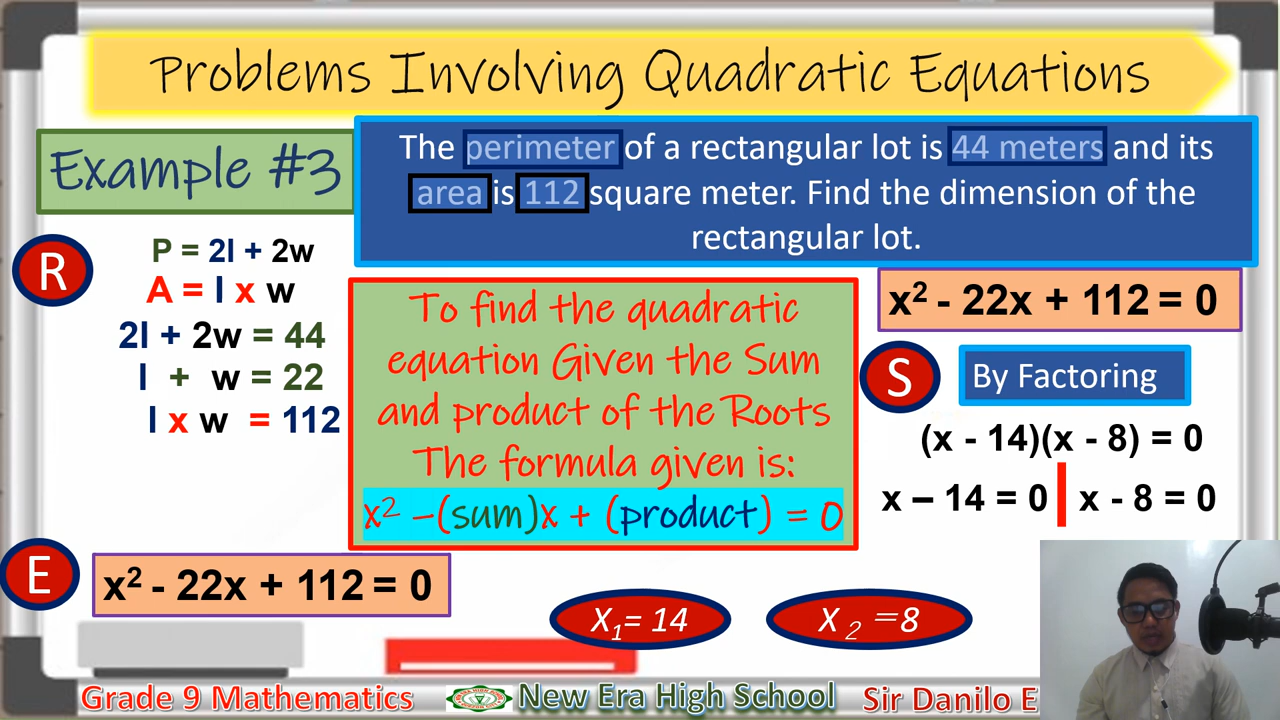 Problems Involving Quadratic Equations
Example #3
The perimeter of a rectangular lot is 44 meters and its
area is 112 square meter. Find the dimension of the
rectangular lot.
R
P = 2l + 2w
A = l x w
2l + 2w = 44
l + w = 22
l x w = 112
To find the quadratic
equation Given the Sum
and product of the Roots
The formula given is:
x² –(sum)x + (product) = 0
x² - 22x + 112 = 0
S
By Factoring
(x - 14)(x - 8) = 0
x – 14 = 0 x - 8 = 0
E
x² - 22x + 112 = 0
X₁= 14
X ₂ =8
Grade 9 Mathematics
New Era High School
Sir Danilo E